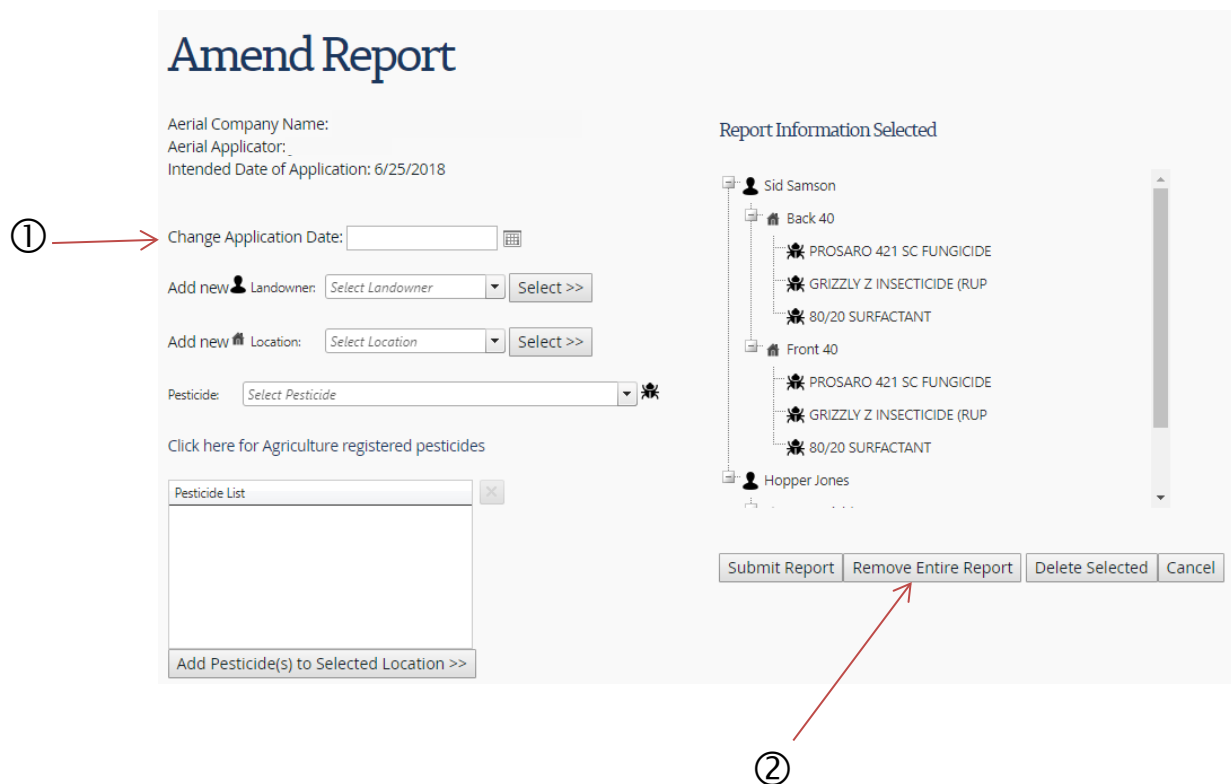 Amend Report
Aerial Company Name:
Aerial Applicator:
Intended Date of Application: 6/25/2018
①
Change Application Date:
Add new Landowner: Select Landowner Select >>
Add new Location: Select Location Select >>
Pesticide: Select Pesticide
Click here for Agriculture registered pesticides
Pesticide List
Add Pesticide(s) to Selected Location >>
Report Information Selected
Sid Samson
Back 40
PROSARO 421 SC FUNGICIDE
GRIZZLY Z INSECTICIDE (RUP
80/20 SURFACTANT
Front 40
PROSARO 421 SC FUNGICIDE
GRIZZLY Z INSECTICIDE (RUP
80/20 SURFACTANT
Hopper Jones
Submit Report Remove Entire Report Delete Selected Cancel
②